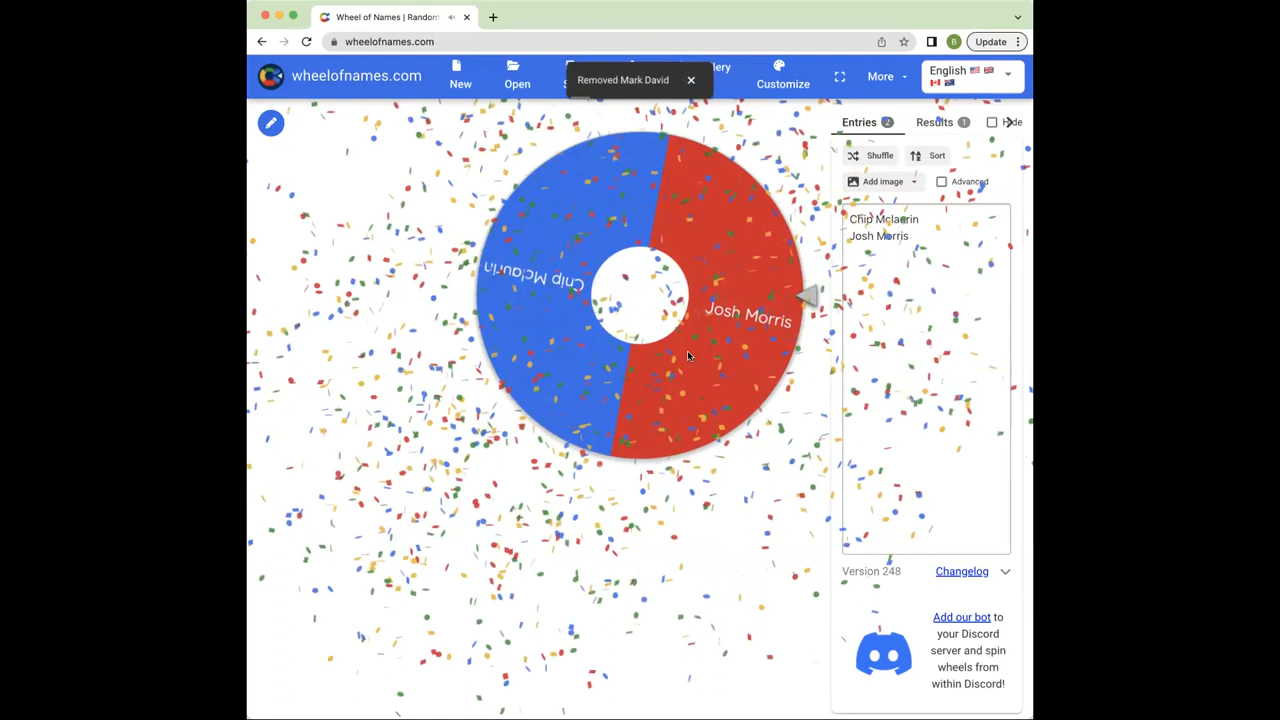 Wheel of Names | Random
wheelofnames.com
B
Update
wheelofnames.com
New
Open
Removed Mark David
Customize
More
English
Entries 2
Results 1
Hide
Shuffle
Sort
Add image
Advanced
Chip Mclaurin
Josh Morris
Chip Mclaurin
Josh Morris
Version 248
Changelog
Add our bot to
your Discord
server and spin
wheels from
within Discord!